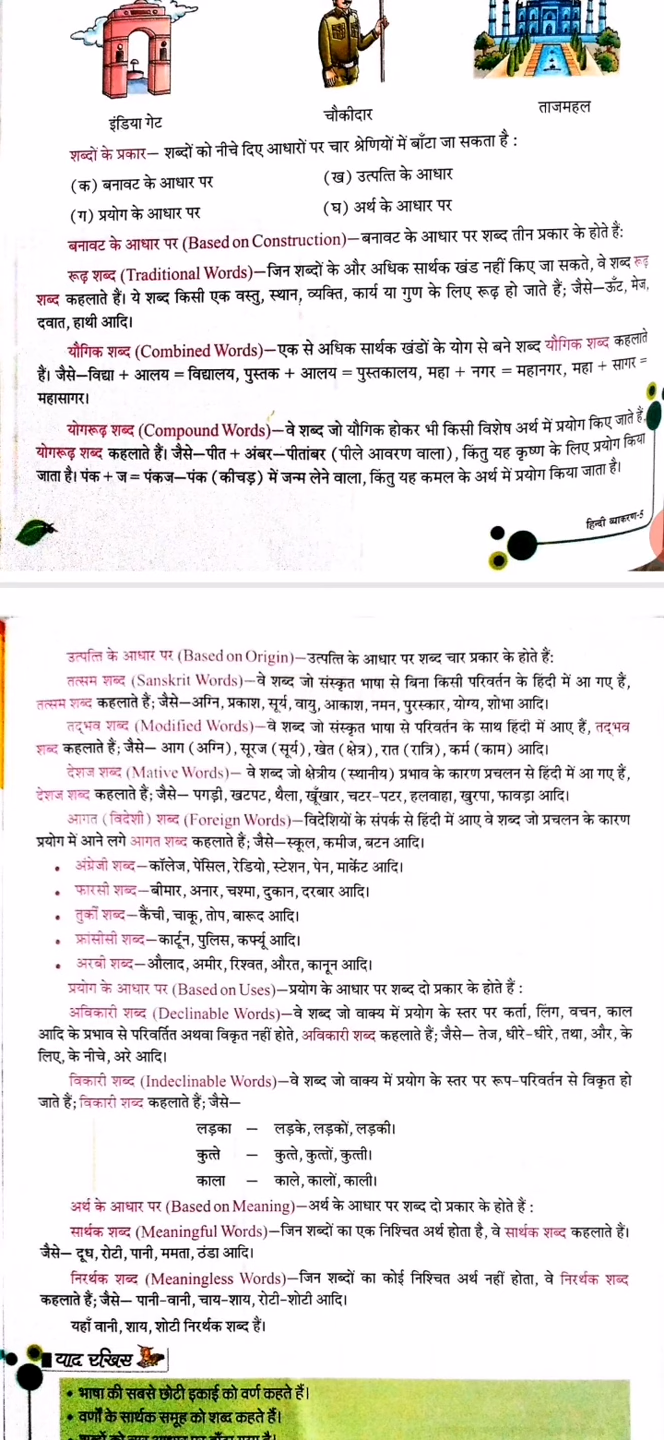 इंडिया गेट
चौकीदार
ताजमहल
शब्दों के प्रकार— शब्दों को नीचे दिए आधारों पर चार श्रेणियों में बाँटा जा सकता है :
(क) बनावट के आधार पर
(ख) उत्पत्ति के आधार
(ग) प्रयोग के आधार पर
(घ) अर्थ के आधार पर
बनावट के आधार पर (Based on Construction)—बनावट के आधार पर शब्द तीन प्रकार के होते हैं:
रूढ़ शब्द (Traditional Words)—जिन शब्दों के और अधिक सार्थक खंड नहीं किए जा सकते, वे शब्द रूढ़
शब्द कहलाते हैं। ये शब्द किसी एक वस्तु, स्थान, व्यक्ति, कार्य या गुण के लिए रूढ़ हो जाते हैं; जैसे—ऊँट, मेज,
दवात, हाथी आदि।
यौगिक शब्द (Combined Words)—एक से अधिक सार्थक खंडों के योग से बने शब्द यौगिक शब्द कहलाते
हैं। जैसे—विद्या + आलय = विद्यालय, पुस्तक + आलय = पुस्तकालय, महा + नगर = महानगर, महा + सागर =
महासागर।
योगरूढ़ शब्द (Compound Words)—वे शब्द जो यौगिक होकर भी किसी विशेष अर्थ में प्रयोग किए जाते हैं,
योगरूढ़ शब्द कहलाते हैं। जैसे—पीत + अंबर—पीतांबर (पीले आवरण वाला), किंतु यह कृष्ण के लिए प्रयोग किया
जाता है। पंक + ज = पंकज—पंक (कीचड़) में जन्म लेने वाला, किंतु यह कमल के अर्थ में प्रयोग किया जाता है।
हिन्दी व्याकरण-5
उत्पत्ति के आधार पर (Based on Origin)—उत्पत्ति के आधार पर शब्द चार प्रकार के होते हैं:
तत्सम शब्द (Sanskrit Words)—वे शब्द जो संस्कृत भाषा से बिना किसी परिवर्तन के हिंदी में आ गए हैं,
तत्सम शब्द कहलाते हैं; जैसे—अग्नि, प्रकाश, सूर्य, वायु, आकाश, नमन, पुरस्कार, योग्य, शोभा आदि।
तद्भव शब्द (Modified Words)—वे शब्द जो संस्कृत भाषा से परिवर्तन के साथ हिंदी में आए हैं, तद्भव
शब्द कहलाते हैं; जैसे— आग (अग्नि), सूरज (सूर्य), खेत (क्षेत्र), रात (रात्रि), कर्म (काम) आदि।
देशज शब्द (Mative Words)— वे शब्द जो क्षेत्रीय (स्थानीय) प्रभाव के कारण प्रचलन से हिंदी में आ गए हैं,
देशज शब्द कहलाते हैं; जैसे— पगड़ी, खटपट, थैला, खूँखार, चटर-पटर, हलवाहा, खुरपा, फावड़ा आदि।
आगत (विदेशी) शब्द (Foreign Words)—विदेशियों के संपर्क से हिंदी में आए वे शब्द जो प्रचलन के कारण
प्रयोग में आने लगे आगत शब्द कहलाते हैं; जैसे—स्कूल, कमीज, बटन आदि।
• अंग्रेजी शब्द—कॉलेज, पेंसिल, रेडियो, स्टेशन, पेन, मार्केट आदि।
• फारसी शब्द—बीमार, अनार, चश्मा, दुकान, दरबार आदि।
• तुर्की शब्द—कैंची, चाकू, तोप, बारूद आदि।
• फ्रांसीसी शब्द—कार्टून, पुलिस, कर्फ्यू आदि।
• अरबी शब्द—औलाद, अमीर, रिश्वत, औरत, कानून आदि।
प्रयोग के आधार पर (Based on Uses)—प्रयोग के आधार पर शब्द दो प्रकार के होते हैं :
अविकारी शब्द (Declinable Words)—वे शब्द जो वाक्य में प्रयोग के स्तर पर कर्ता, लिंग, वचन, काल
आदि के प्रभाव से परिवर्तित अथवा विकृत नहीं होते, अविकारी शब्द कहलाते हैं; जैसे— तेज, धीरे-धीरे, तथा, और, के
लिए, के नीचे, अरे आदि।
विकारी शब्द (Indeclinable Words)—वे शब्द जो वाक्य में प्रयोग के स्तर पर रूप-परिवर्तन से विकृत हो
जाते हैं; विकारी शब्द कहलाते हैं; जैसे—
लड़का — लड़के, लड़कों, लड़की।
कुत्ते — कुत्ते, कुत्तों, कुत्ती।
काला — काले, कालों, काली।
अर्थ के आधार पर (Based on Meaning)—अर्थ के आधार पर शब्द दो प्रकार के होते हैं :
सार्थक शब्द (Meaningful Words)—जिन शब्दों का एक निश्चित अर्थ होता है, वे सार्थक शब्द कहलाते हैं।
जैसे— दूध, रोटी, पानी, ममता, ठंडा आदि।
निरर्थक शब्द (Meaningless Words)—जिन शब्दों का कोई निश्चित अर्थ नहीं होता, वे निरर्थक शब्द
कहलाते हैं; जैसे— पानी-वानी, चाय-शाय, रोटी-शोटी आदि।
यहाँ वानी, शाय, शोटी निरर्थक शब्द हैं।
याद रखिए
• भाषा की सबसे छोटी इकाई को वर्ण कहते हैं।
• वर्णों के सार्थक समूह को शब्द कहते हैं।